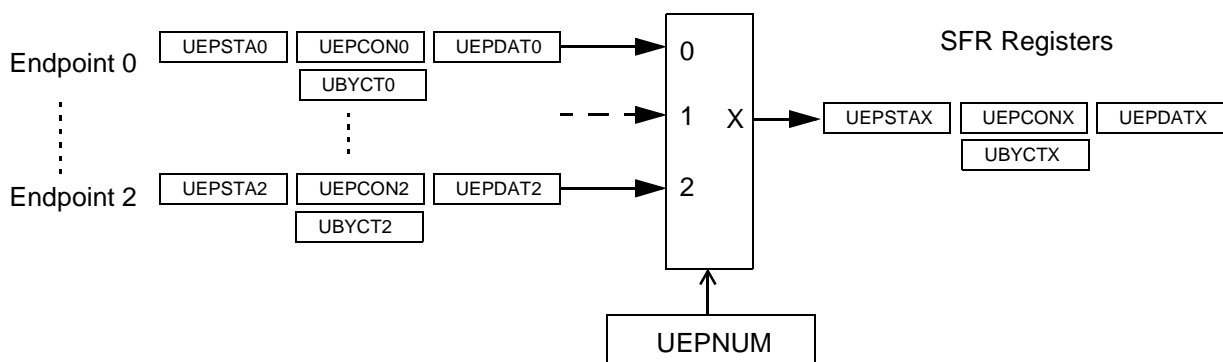 Endpoint 0
UEPSTA0 UEPCON0 UEPDAT0
UBYCT0
0
SFR Registers
1
X
UEPSTAX UEPCONX UEPDATX
UBYCTX
Endpoint 2
UEPSTA2 UEPCON2 UEPDAT2
UBYCT2
2
UEPNUM